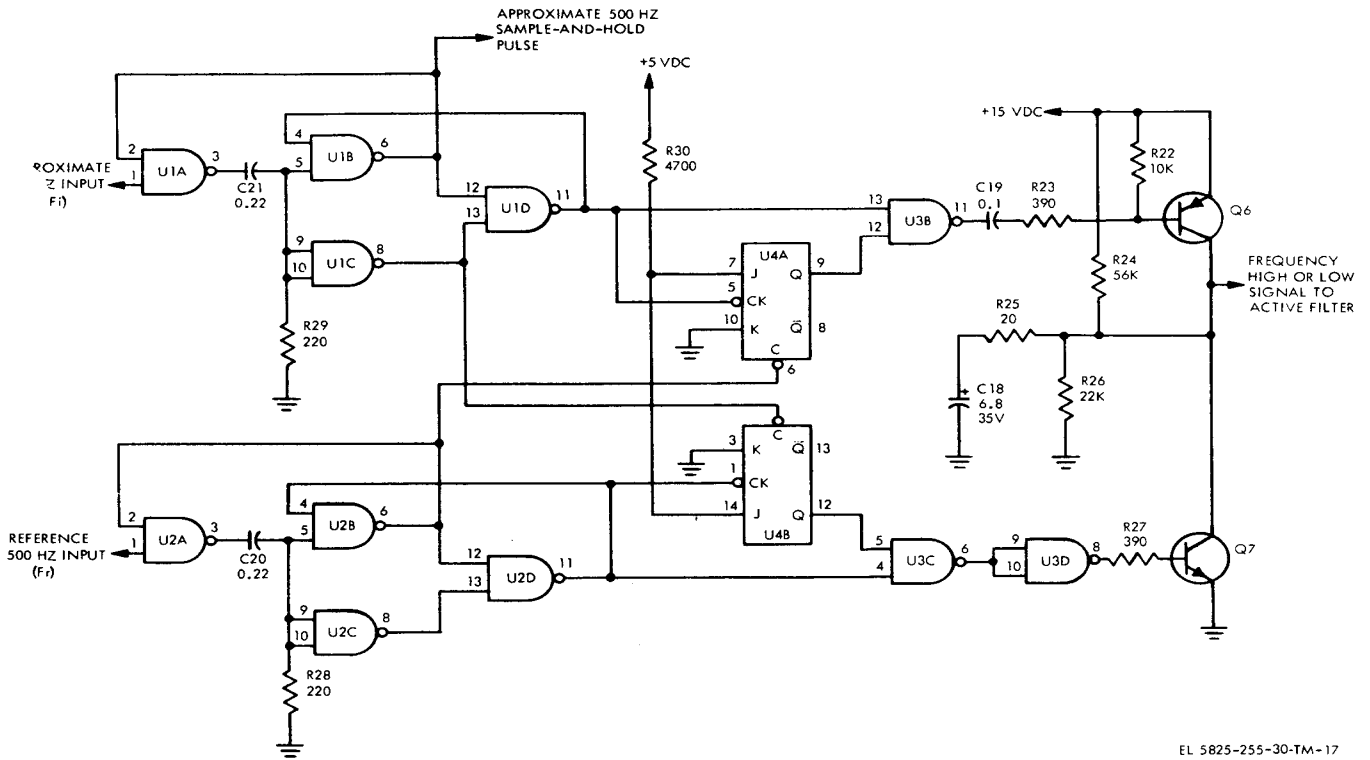 APPROXIMATE 500 HZ
SAMPLE-AND-HOLD
PULSE
+5 VDC
+15 VDC
4
6
U1B
5
2
3
U1A
1
ROXIMATE
Z INPUT
Fi)
C21
0.22
R30
4700
R22
10K
12
11
U1D
13
13
11
U3B
12
C19
0.1
R23
390
Q6
9
8
U1C
10
U4A
7
J
Q
9
5
CK
10
K
Q̄
8
C
6
R24
56K
FREQUENCY
HIGH OR LOW
SIGNAL TO
ACTIVE FILTER
R29
220
R25
20
+
C18
6.8
35V
R26
22K
C
3
K
Q̄
13
1
CK
14
J
Q
12
U4B
4
6
U2B
5
2
3
U2A
1
REFERENCE
500 HZ INPUT
(Fr)
C20
0.22
12
11
U2D
13
5
6
U3C
4
9
8
U3D
10
R27
390
Q7
9
8
U2C
10
R28
220
EL 5825-255-30-TM-17